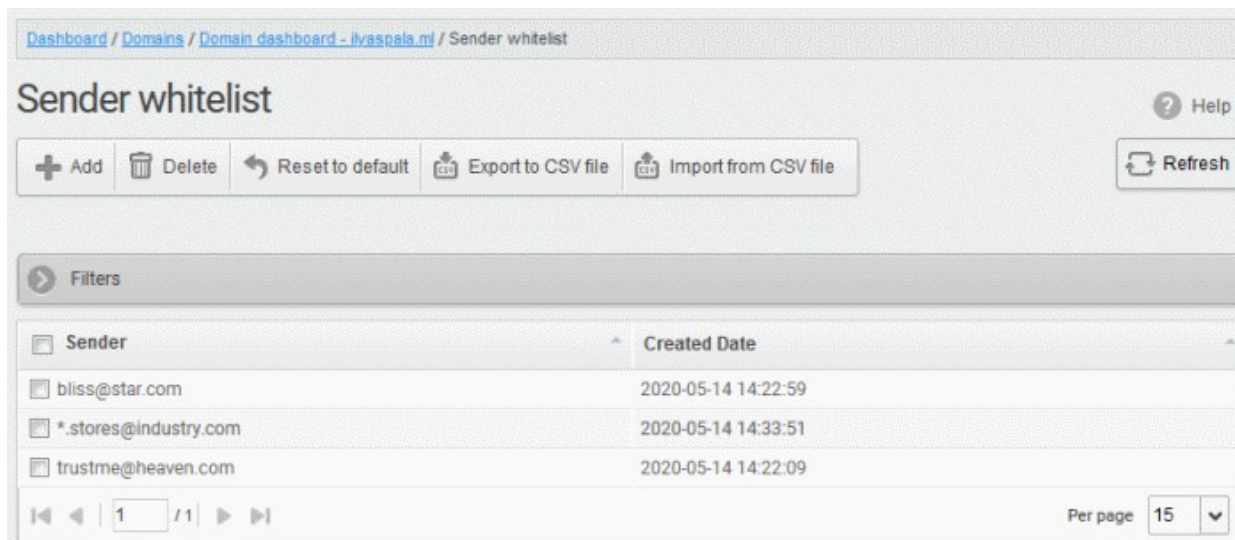 Dashboard / Domains / Domain dashboard - ilyaspala.ml / Sender whitelist
Sender whitelist
Help
Add Delete Reset to default Export to CSV file Import from CSV file
Refresh
Filters
Sender Created Date
bliss@star.com 2020-05-14 14:22:59
*.stores@industry.com 2020-05-14 14:33:51
trustme@heaven.com 2020-05-14 14:22:09
1 / 1 Per page 15